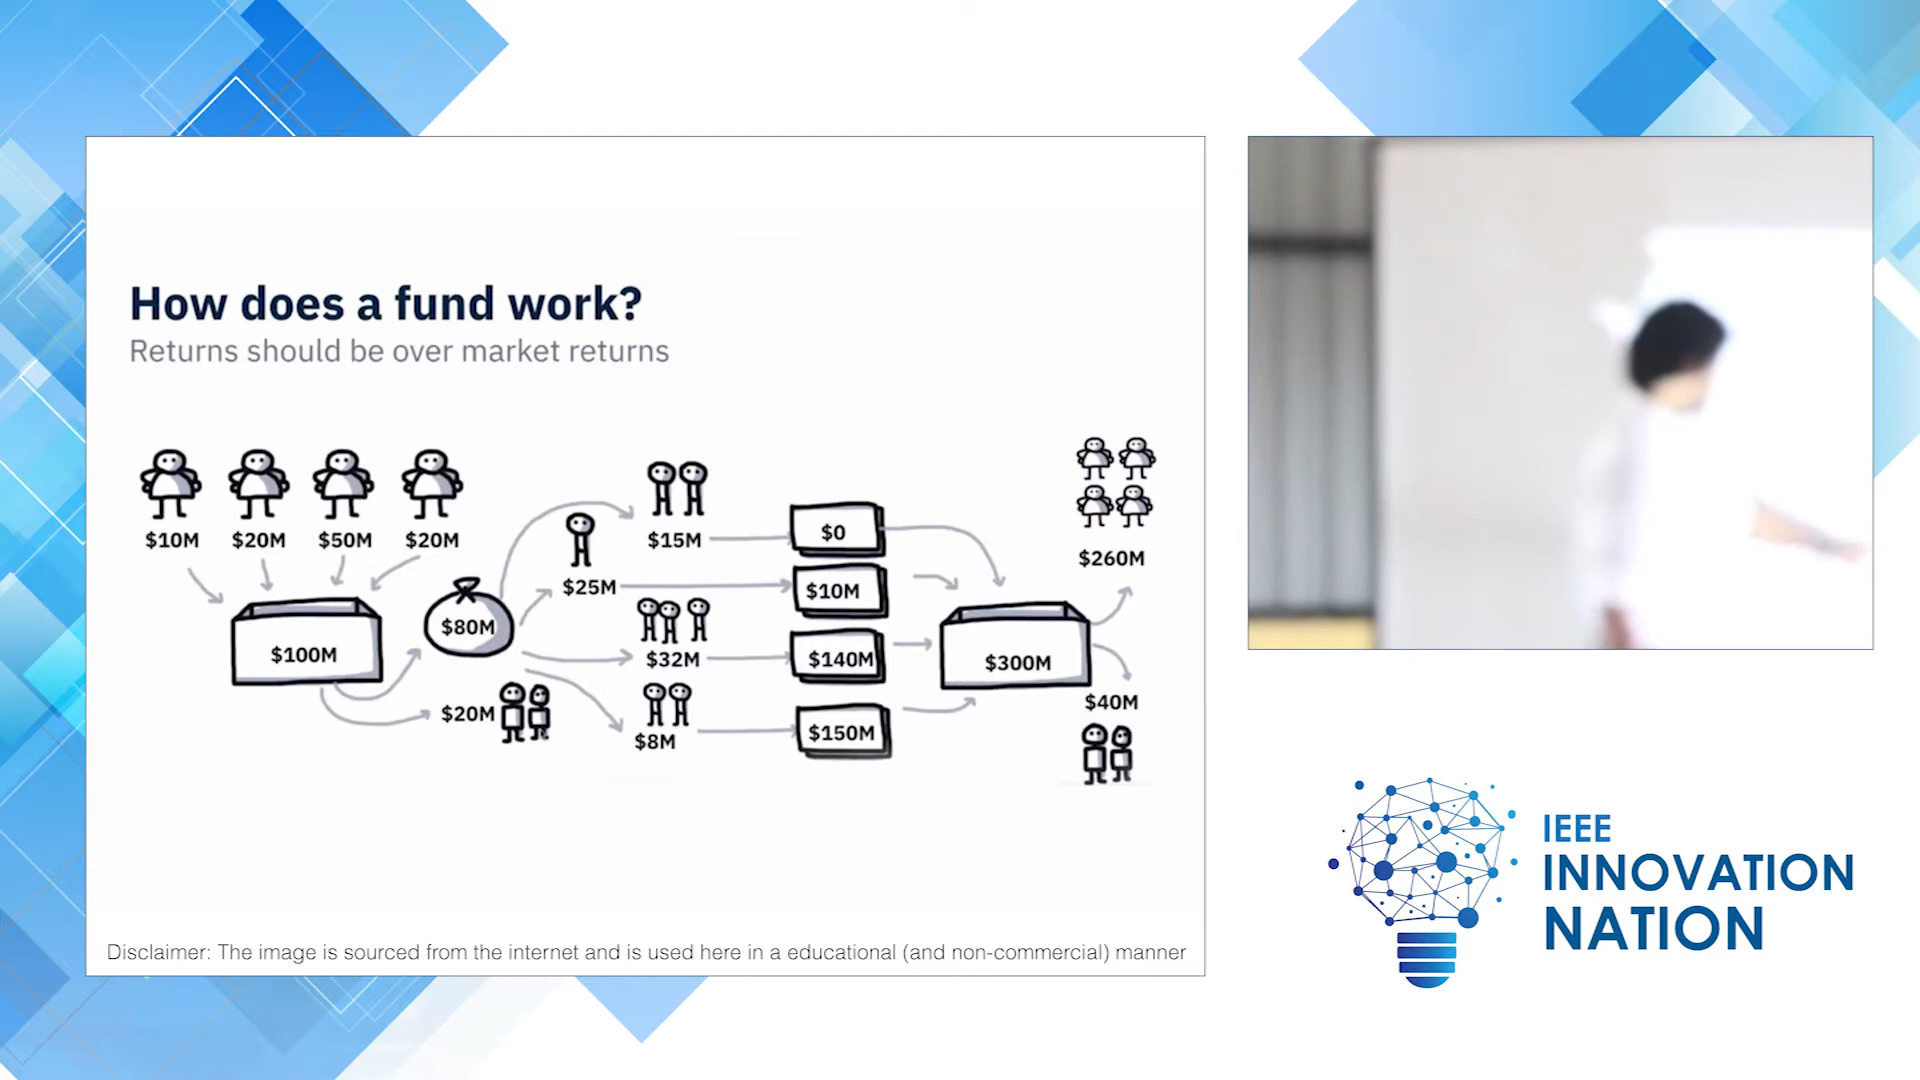 How does a fund work?
Returns should be over market returns
$10M
$20M
$50M
$20M
$100M
$80M
$20M
$15M
$25M
$32M
$8M
$0
$10M
$140M
$150M
$300M
$260M
$40M
Disclaimer: The image is sourced from the internet and is used here in a educational (and non-commercial) manner
IEEE
INNOVATION
NATION